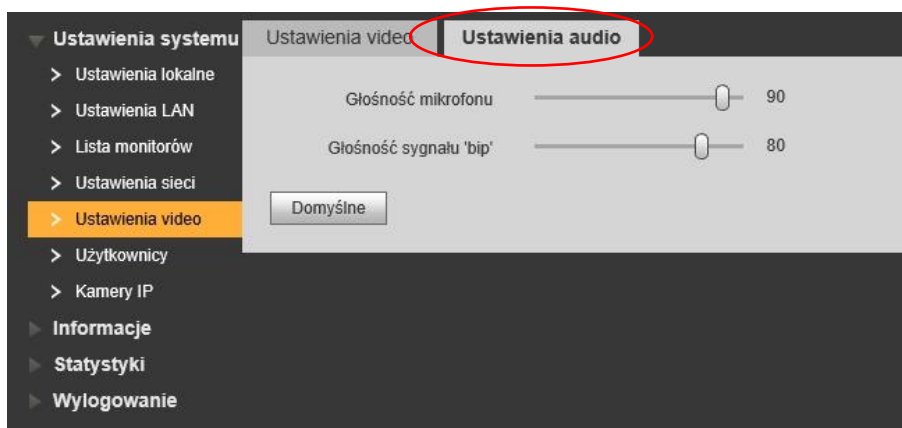 Ustawienia systemu
Ustawienia lokalne
Ustawienia LAN
Lista monitorów
Ustawienia sieci
Ustawienia video
Użytkownicy
Kamery IP
Informacje
Statystyki
Wylogowanie
Ustawienia video Ustawienia audio
Głośność mikrofonu 90
Głośność sygnału 'bip' 80
Domyślne